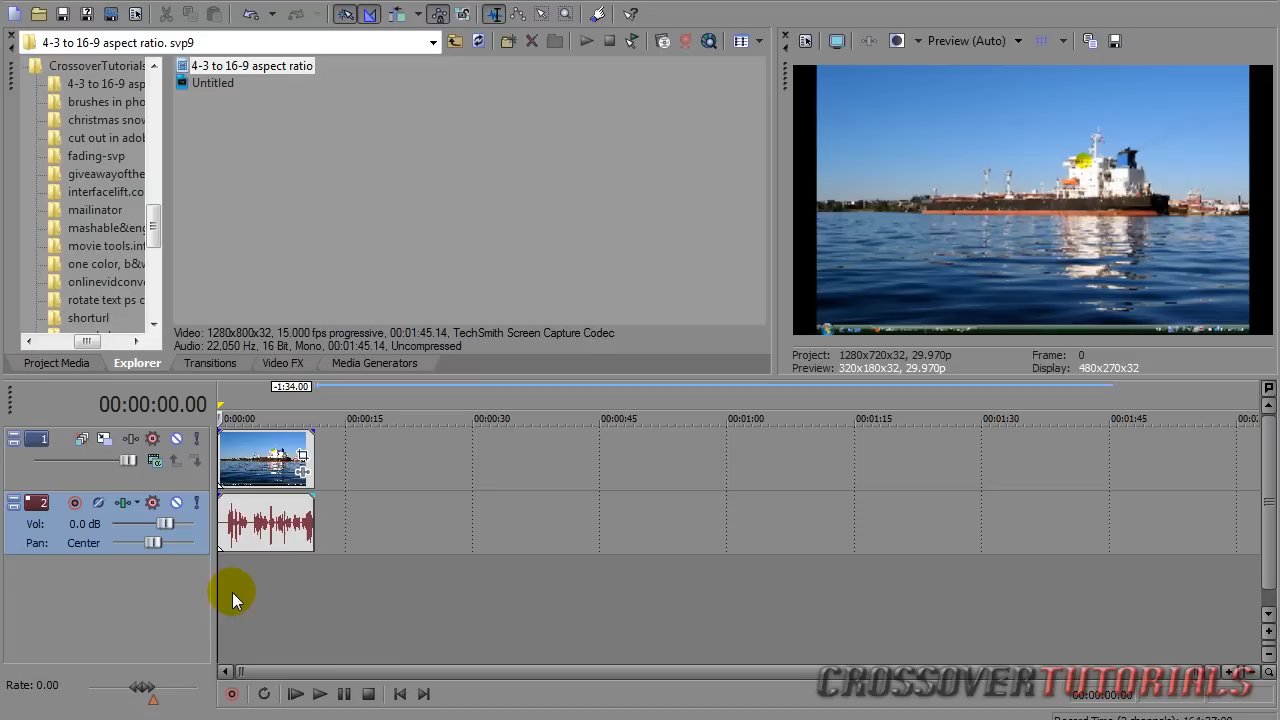 4-3 to 16-9 aspect ratio. svp9
Preview (Auto)
CrossoverTutorials
4-3 to 16-9 asp
brushes in pho
christmas snov
cut out in adol
fading-svp
giveawayofthe
interfacelift.co
mailinator
mashable&eng
movie tools.inf
one color, b&w
onlinevidconv
rotate text ps c
shorturl
4-3 to 16-9 aspect ratio
Untitled
Video: 1280x800x32, 15.000 fps progressive, 00:01:45.14, TechSmith Screen Capture Codec
Audio: 22,050 Hz, 16 Bit, Mono, 00:01:45.14, Uncompressed
Project Media
Explorer
Transitions
Video FX
Media Generators
Project: 1280x720x32, 29.970p
Frame: 0
Preview: 320x180x32, 29.970p
Display: 480x270x32
00:00:00.00
-1:34.00
0:00:00
00:00:15
00:00:30
00:00:45
00:01:00
00:01:15
00:01:30
00:01:45
1
2
Vol: 0.0 dB
Pan: Center
Rate: 0.00
CROSSOVERTUTORIALS
00:00:00.00